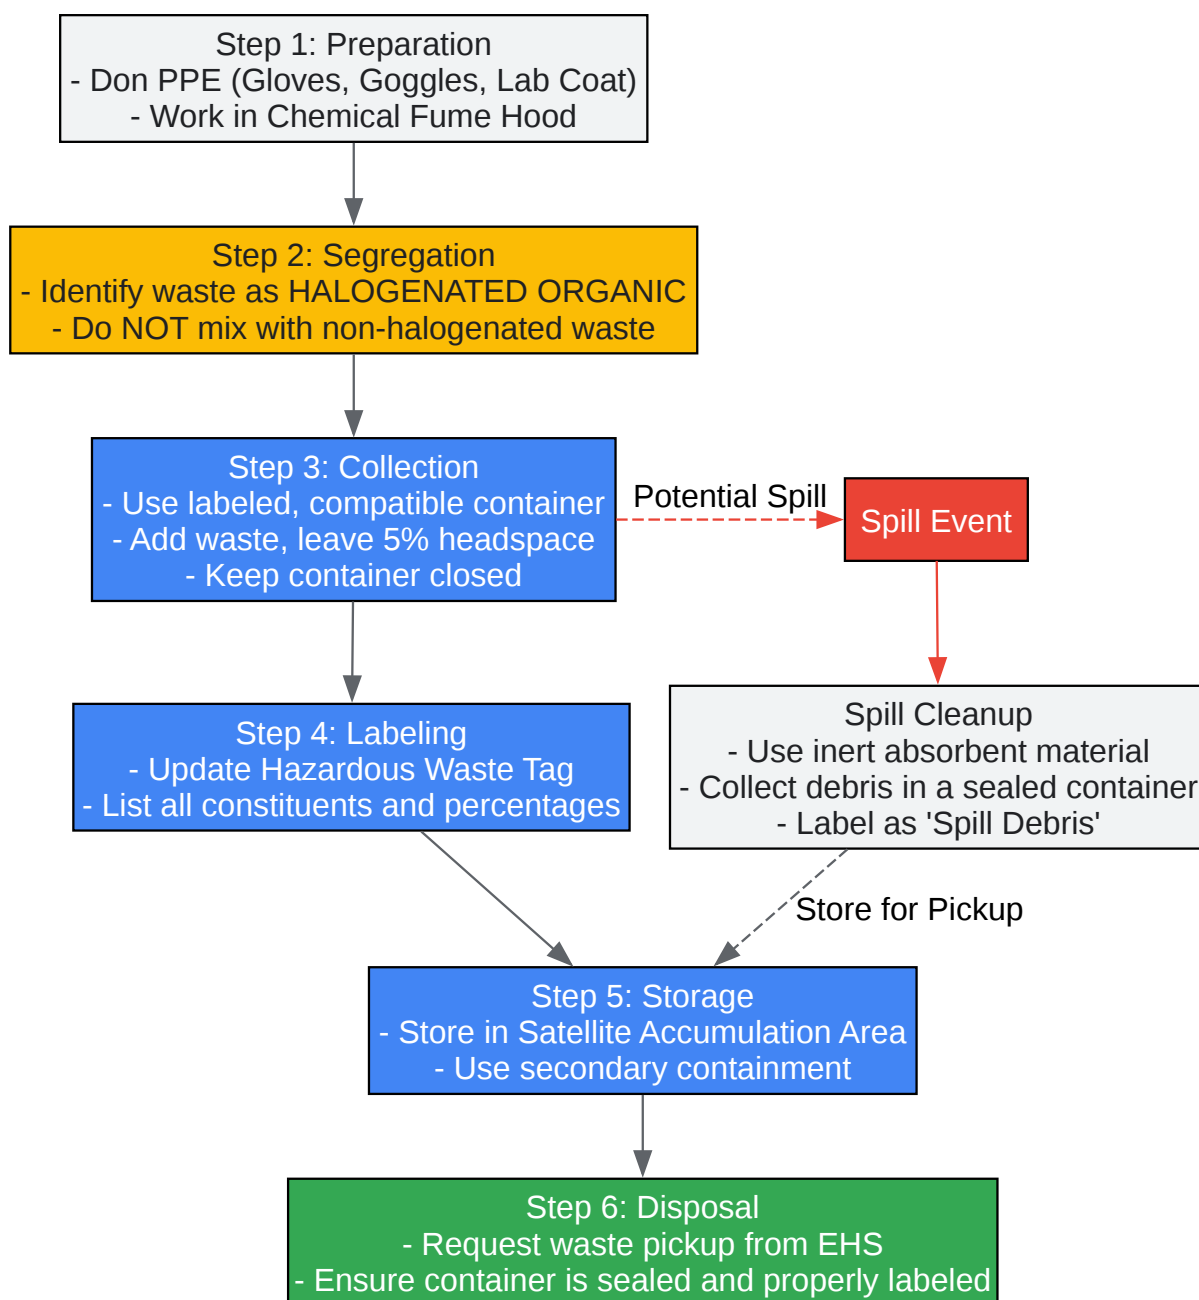 Step 1: Preparation
- Don PPE (Gloves, Goggles, Lab Coat)
- Work in Chemical Fume Hood
Step 2: Segregation
- Identify waste as HALOGENATED ORGANIC
- Do NOT mix with non-halogenated waste
Step 3: Collection
- Use labeled, compatible container
- Add waste, leave 5% headspace
- Keep container closed
Potential Spill
Spill Event
Step 4: Labeling
- Update Hazardous Waste Tag
- List all constituents and percentages
Spill Cleanup
- Use inert absorbent material
- Collect debris in a sealed container
- Label as 'Spill Debris'
Store for Pickup
Step 5: Storage
- Store in Satellite Accumulation Area
- Use secondary containment
Step 6: Disposal
- Request waste pickup from EHS
- Ensure container is sealed and properly labeled